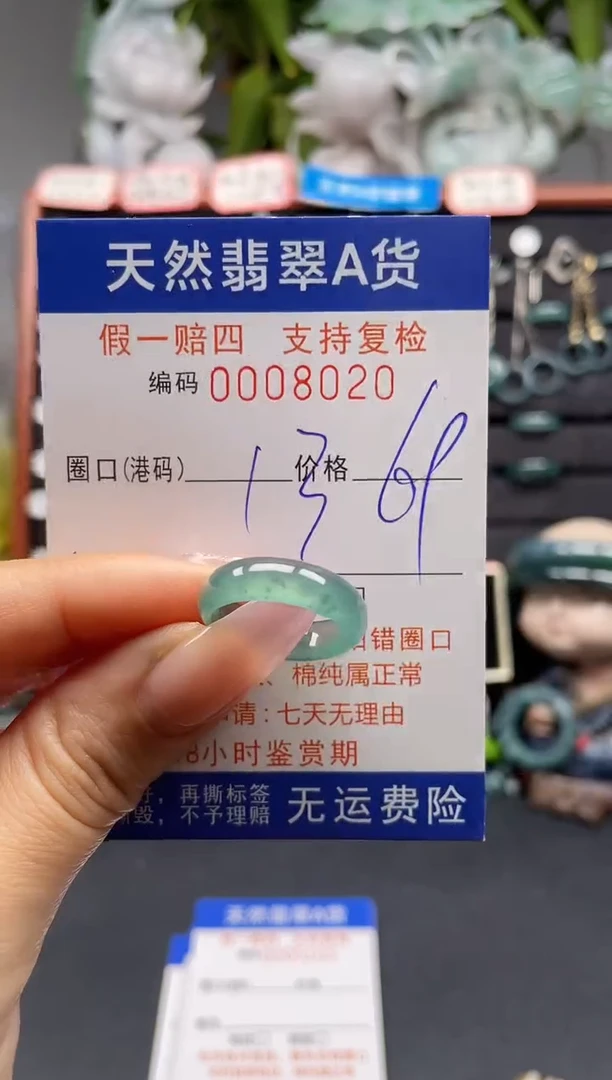 天然翡翠A货
假一赔四 支持复检
编码 0008020
圈口(港码) 13 价格 69
错圈口
棉纯属正常
请:七天无理由
8小时鉴赏期
再撕标签
毁,不予理赔
无运费险